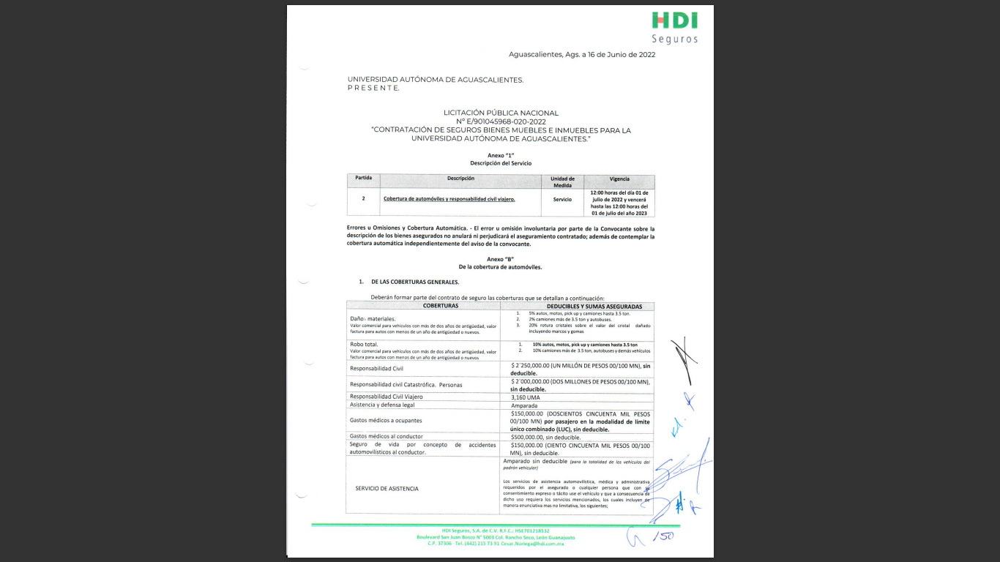 HDI
Seguros
Aguascalientes, Ags. a 16 de Junio de 2022
UNIVERSIDAD AUTÓNOMA DE AGUASCALIENTES.
P R E S E N T E.
LICITACIÓN PÚBLICA NACIONAL
Nº E/901045968-020-2022
“CONTRATACIÓN DE SEGUROS BIENES MUEBLES E INMUEBLES PARA LA
UNIVERSIDAD AUTÓNOMA DE AGUASCALIENTES.”
Anexo “1”
Descripción del Servicio
Partida Descripción Unidad de Medida Vigencia
2 Cobertura de automóviles y responsabilidad civil viajero. Servicio 12:00 horas del día 01 de
julio de 2022 y vencerá
hasta las 12:00 horas del
01 de julio del año 2023
Errores u Omisiones y Cobertura Automática. - El error u omisión involuntaria por parte de la Convocante sobre la
descripción de los bienes asegurados no anulará ni perjudicará el aseguramiento contratado; además de contemplar la
cobertura automática independientemente del aviso de la convocante.
Anexo “B”
De la cobertura de automóviles.
1. DE LAS COBERTURAS GENERALES.
Deberán formar parte del contrato de seguro las coberturas que se detallan a continuación:
COBERTURAS DEDUCIBLES Y SUMAS ASEGURADAS
Daños materiales.
Valor comercial para vehículos con más de dos años de antigüedad, valor
factura para autos con menos de un año de antigüedad o nuevos.
1. 5% autos, motos, pick up y camiones hasta 3.5 ton.
2. 2% camiones más de 3.5 ton y autobuses.
3. 20% rotura cristales sobre el valor del cristal dañado
incluyendo marcos y gomas
Robo total.
Valor comercial para vehículos con más de dos años de antigüedad, valor
factura para autos con menos de un año de antigüedad o nuevos
1. 10% autos, motos, pick up y camiones hasta 3.5 ton
2. 10% camiones más de 3.5 ton, autobuses y demás vehículos
Responsabilidad Civil
$ 2´250,000.00 (UN MILLÓN DE PESOS 00/100 MN), sin
deducible.
Responsabilidad civil Catastrófica. Personas
$ 2´000,000.00 (DOS MILLONES DE PESOS 00/100 MN),
sin deducible.
Responsabilidad Civil Viajero 3,160 UMA
Asistencia y defensa legal Amparada
Gastos médicos a ocupantes
$150,000.00 (DOSCIENTOS CINCUENTA MIL PESOS
00/100 MN) por pasajero en la modalidad de límite
único combinado (LUC), sin deducible.
Gastos médicos al conductor $500,000.00, sin deducible.
Seguro de vida por concepto de accidentes
automovilísticos al conductor.
$150,000.00 (CIENTO CINCUENTA MIL PESOS 00/100
MN), sin deducible.
SERVICIO DE ASISTENCIA
Amparado sin deducible (para la totalidad de los vehículos del
padrón vehicular)
Los servicios de asistencia automovilística, médica y administrativa
requeridos por el asegurado o cualquier persona que con su
consentimiento expreso o tácito use el vehículo y que a consecuencia de
dicho uso requiera los servicios mencionados, los cuales incluyen de
manera enunciativa mas no limitativa, los siguientes;
HDI Seguros, S.A. de C.V. R.F.C.: HSE701218532
Boulevard San Juan Bosco N° 5003 Col. Rancho Seco, León Guanajuato
C.P. 37306 Tel. (442) 213 73 91 Cesar.Noriega@hdi.com.mx
150